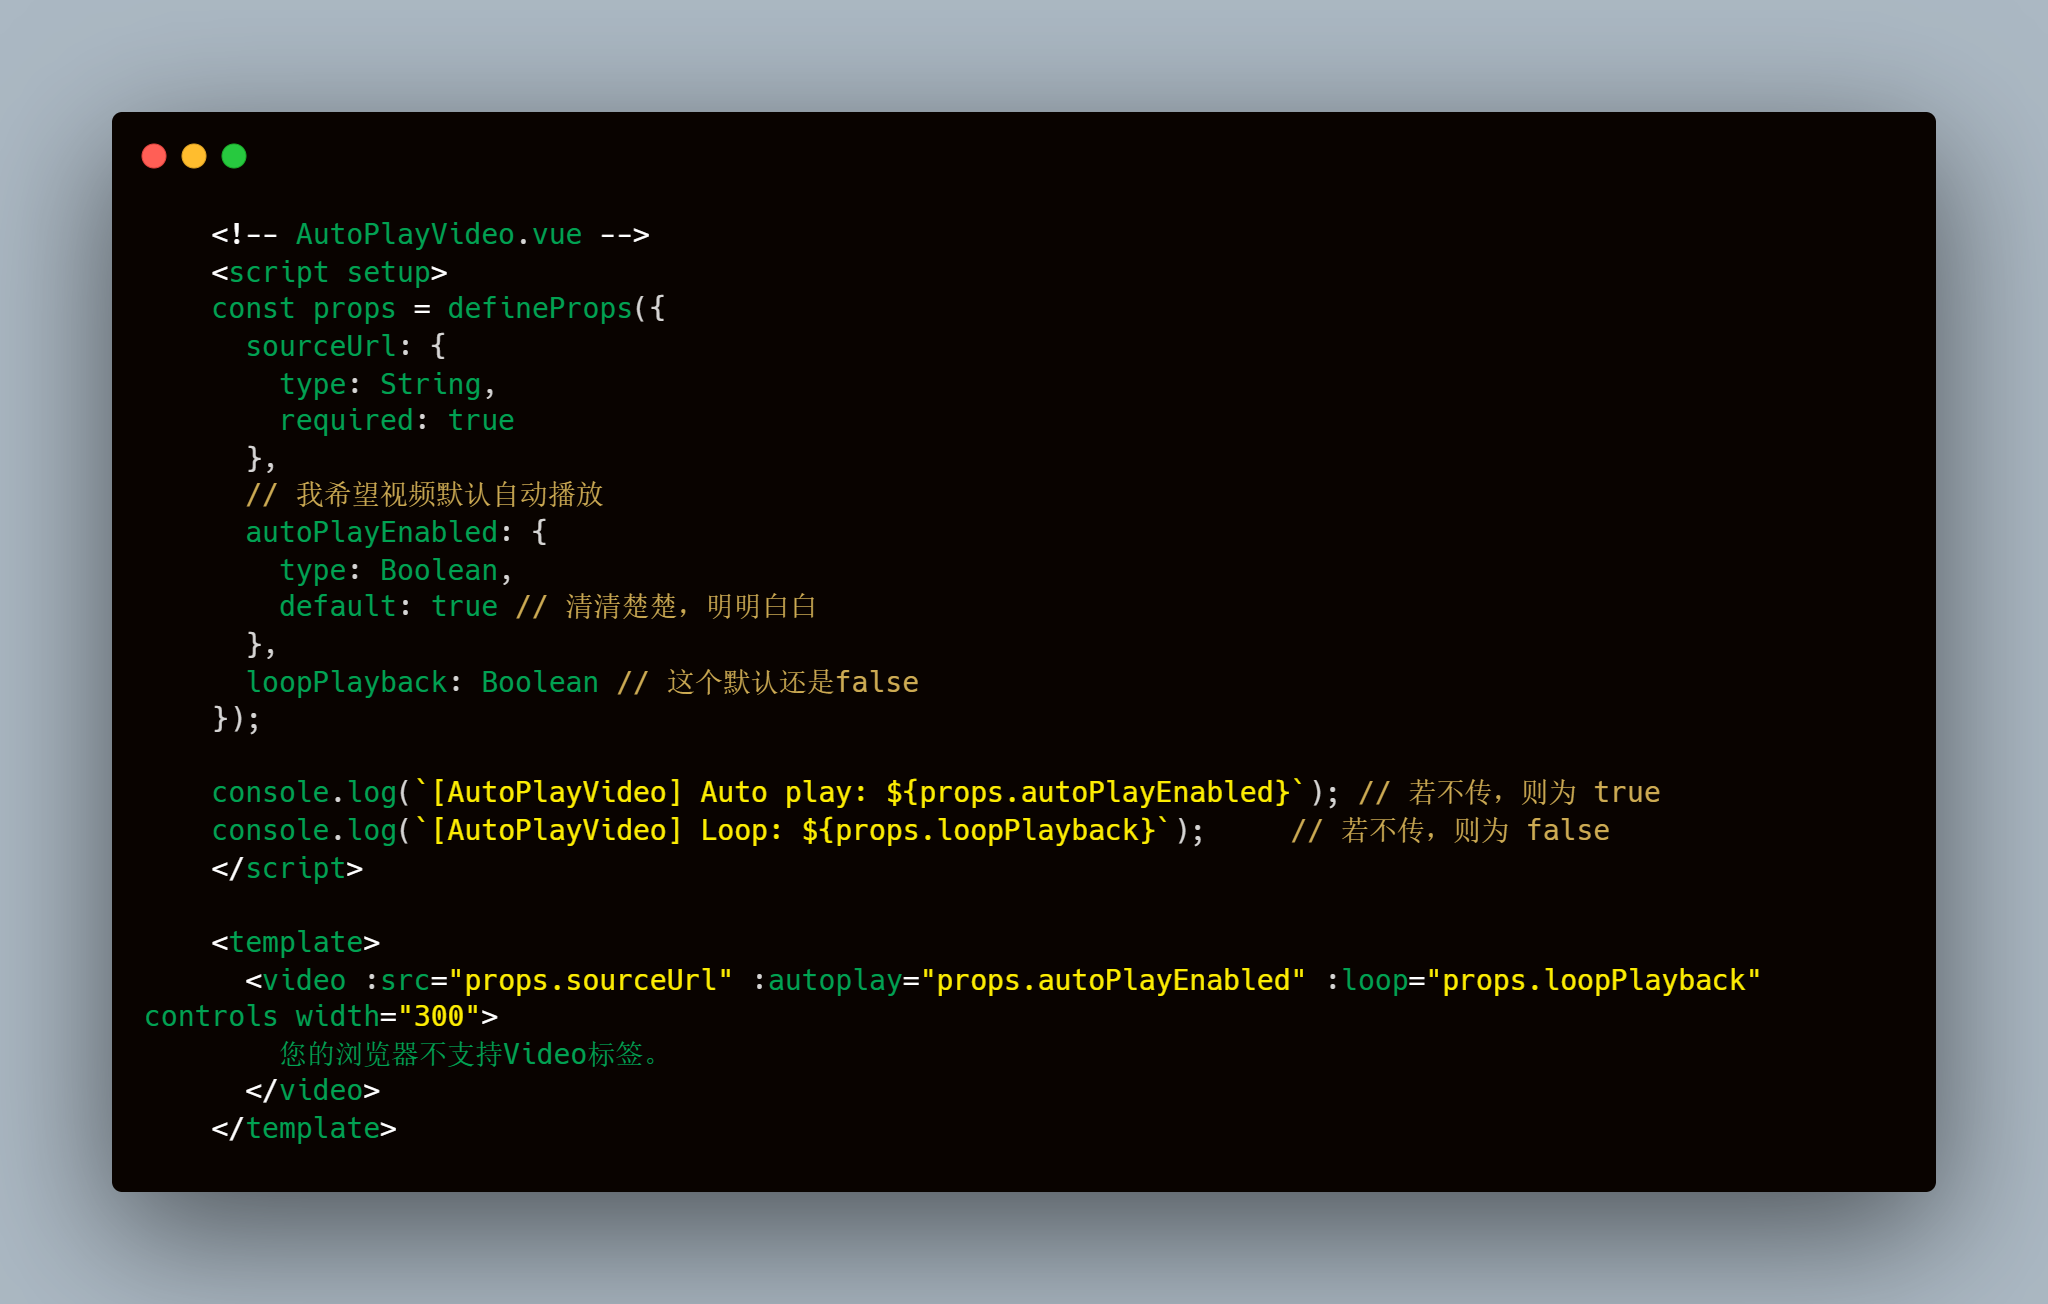 <!-- AutoPlayVideo.vue -->
<script setup>
const props = defineProps({
  sourceUrl: {
    type: String,
    required: true
  },
  // 我希望视频默认自动播放
  autoPlayEnabled: {
    type: Boolean,
    default: true // 清清楚楚，明明白白
  },
  loopPlayback: Boolean // 这个默认还是false
});

console.log(`[AutoPlayVideo] Auto play: ${props.autoPlayEnabled}`); // 若不传，则为 true
console.log(`[AutoPlayVideo] Loop: ${props.loopPlayback}`);     // 若不传，则为 false
</script>

<template>
  <video :src="props.sourceUrl" :autoplay="props.autoPlayEnabled" :loop="props.loopPlayback"
controls width="300">
    您的浏览器不支持Video标签。
  </video>
</template>